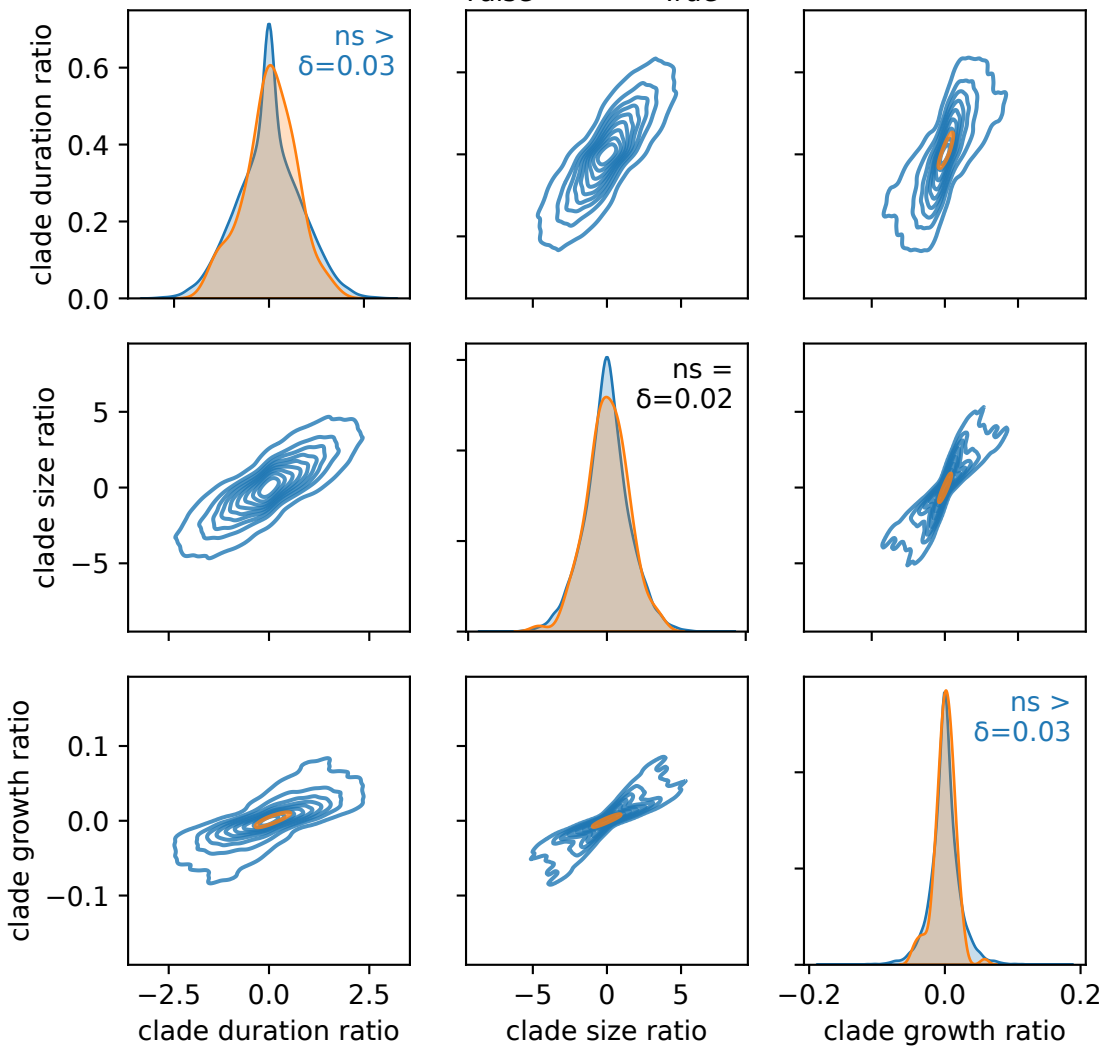 True
clade duration ratio
0.6
0.4
0.2
0.0
ns >
δ=0.03
clade size ratio
5
0
−5
ns =
δ=0.02
clade growth ratio
0.1
0.0
−0.1
ns >
δ=0.03
−2.5 0.0 2.5
−5 0 5
−0.2 0.0 0.2
clade duration ratio
clade size ratio
clade growth ratio